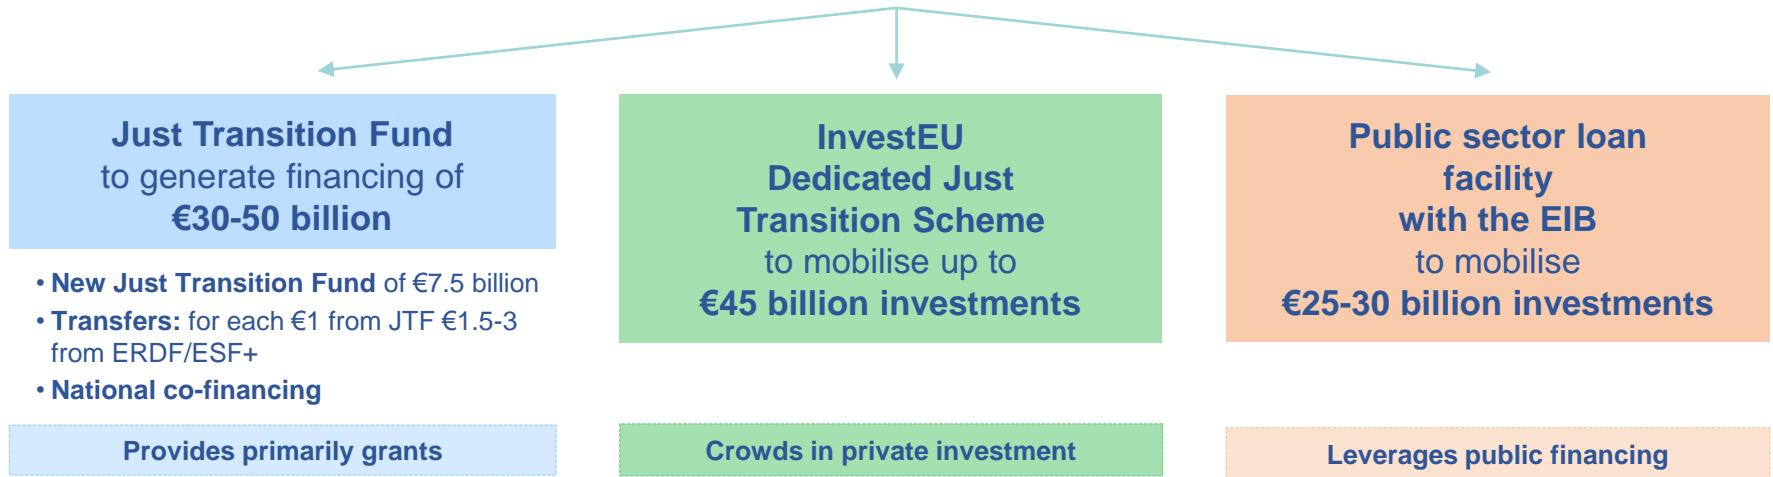 Just Transition Fund
to generate financing of
€30-50 billion
• New Just Transition Fund of €7.5 billion
• Transfers: for each €1 from JTF €1.5-3
from ERDF/ESF+
• National co-financing
Provides primarily grants
InvestEU
Dedicated Just
Transition Scheme
to mobilise up to
€45 billion investments
Crowds in private investment
Public sector loan
facility
with the EIB
to mobilise
€25-30 billion investments
Leverages public financing